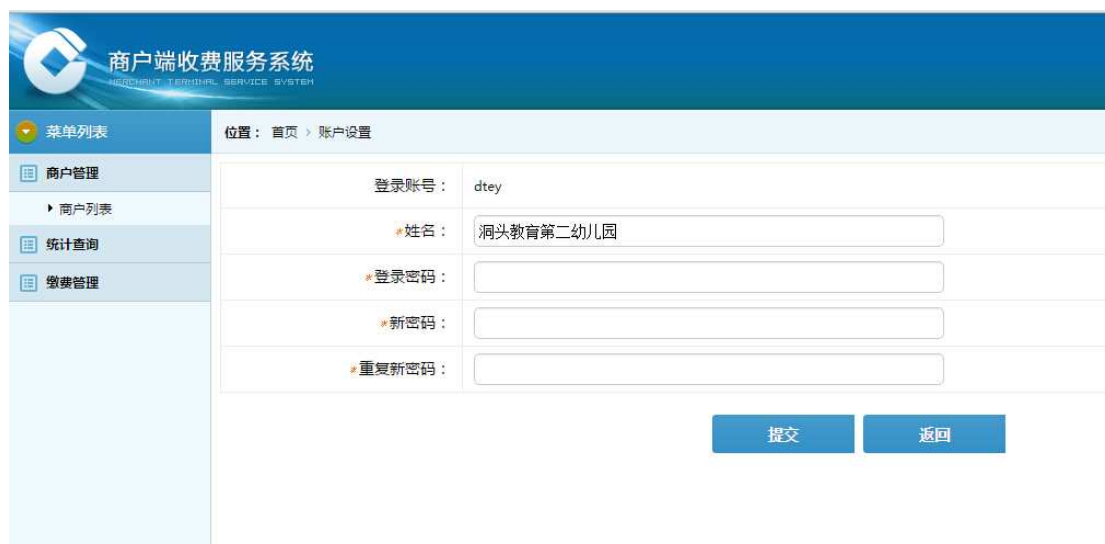 商户端收费服务系统
MERCHANT TERMINAL SERVICE SYSTEM
菜单列表
位置： 首页 > 账户设置
商户管理
商户列表
统计查询
缴费管理
登录账号： dtey
*姓名： 洞头教育第二幼儿园
*登录密码：
*新密码：
*重复新密码：
提交 返回